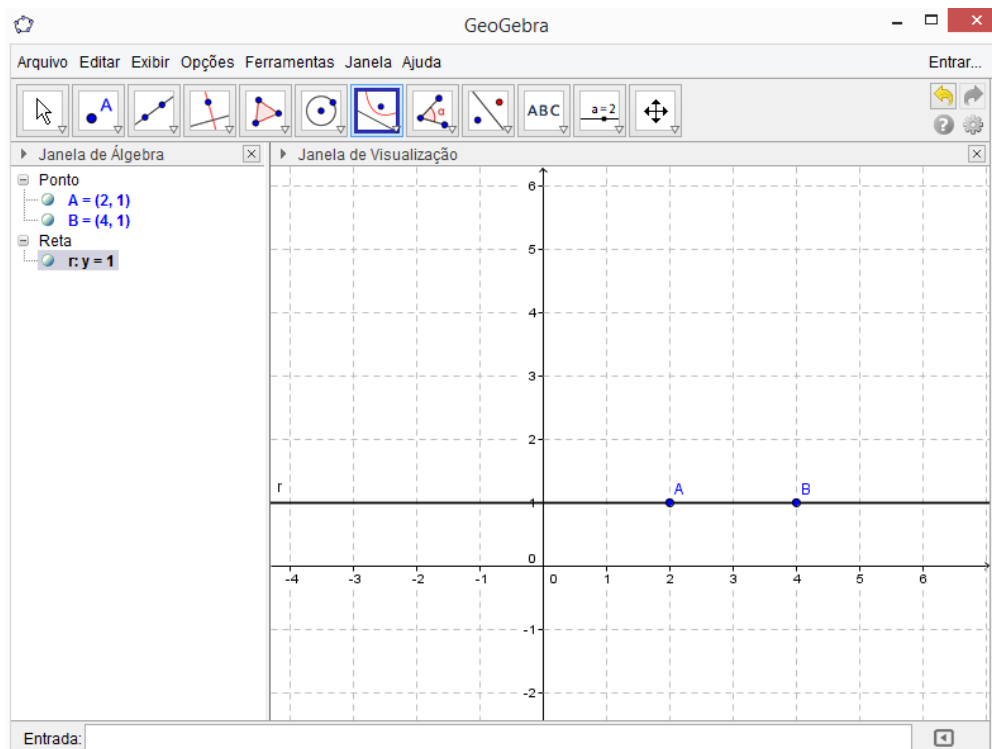 GeoGebra
Arquivo Editar Exibir Opções Ferramentas Janela Ajuda
Entrar...
A
α
ABC
a=2
Janela de Álgebra
Janela de Visualização
Ponto
A = (2, 1)
B = (4, 1)
Reta
r: y = 1
6
5
4
3
2
r
A
B
1
0
-4 -3 -2 -1 0 1 2 3 4 5 6
-1
-2
Entrada: